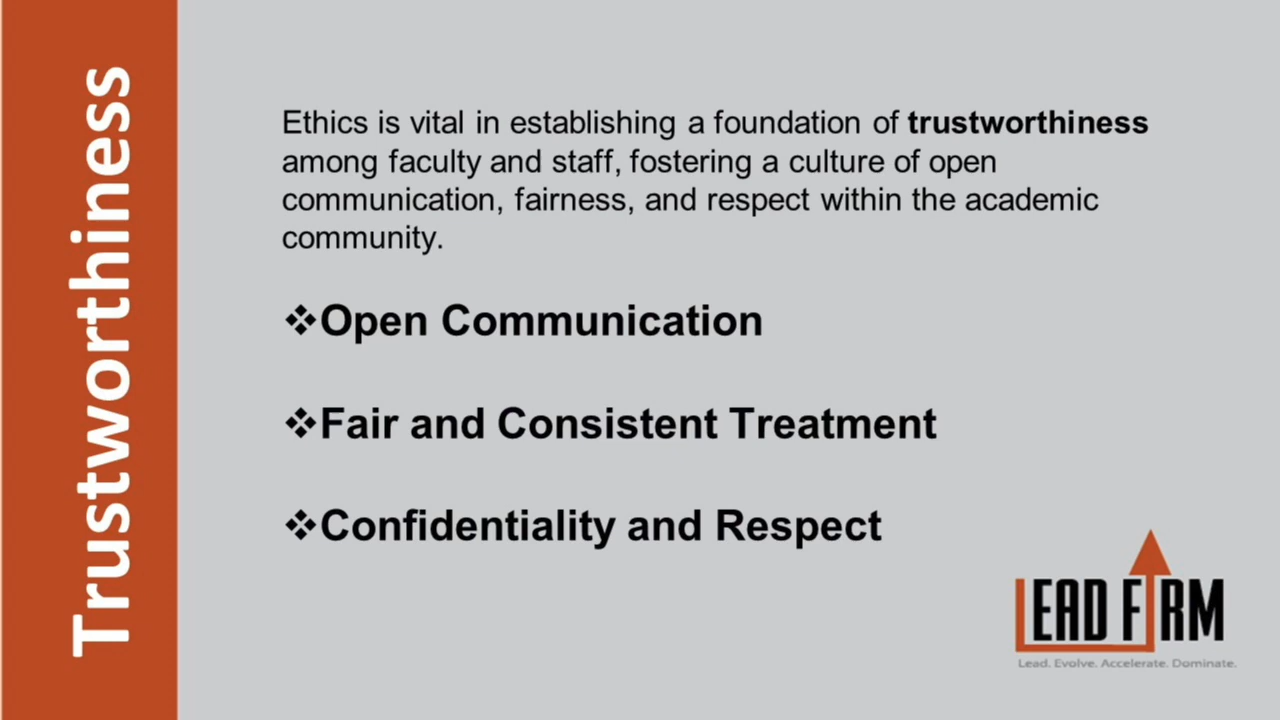 Trustworthiness
Ethics is vital in establishing a foundation of trustworthiness
among faculty and staff, fostering a culture of open
communication, fairness, and respect within the academic
community.
❖Open Communication
❖Fair and Consistent Treatment
❖Confidentiality and Respect
LEAD FIRM
Lead. Evolve. Accelerate. Dominate.